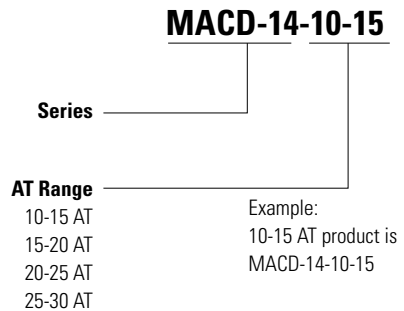 MACD-14-10-15
Series
AT Range
10-15 AT
15-20 AT
20-25 AT
25-30 AT
Example:
10-15 AT product is
MACD-14-10-15